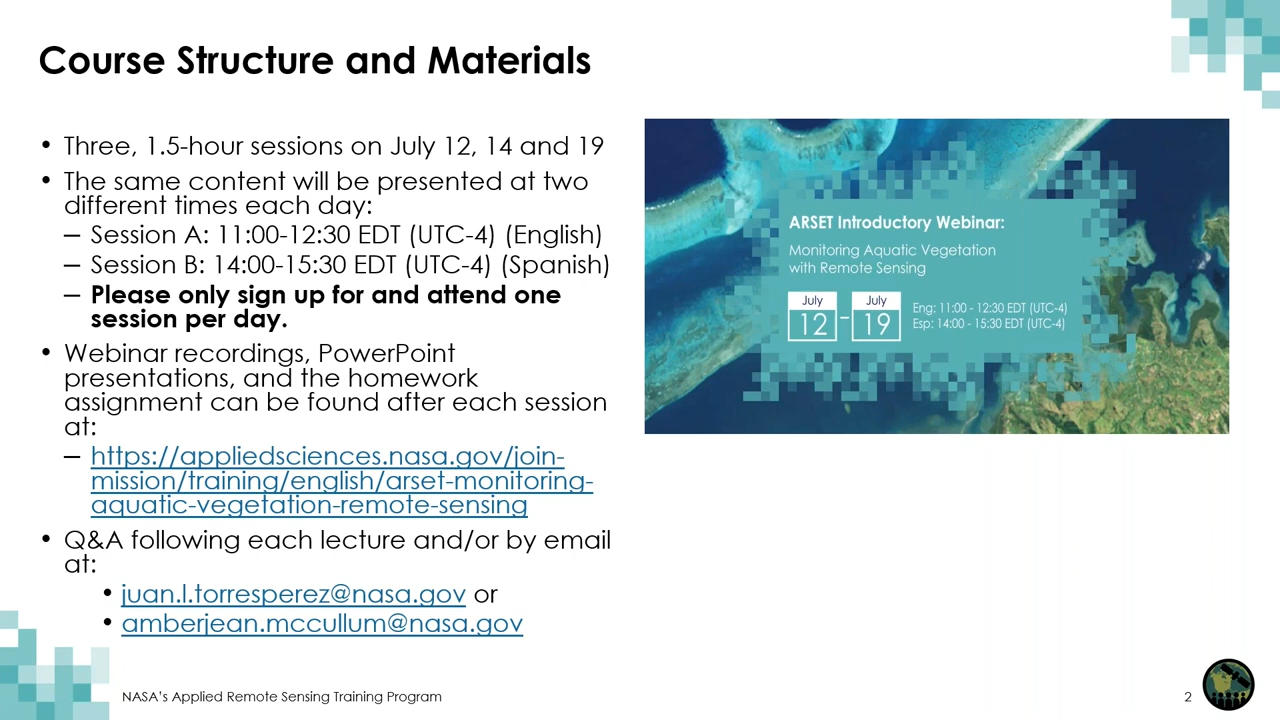 Course Structure and Materials
• Three, 1.5-hour sessions on July 12, 14 and 19
• The same content will be presented at two
different times each day:
– Session A: 11:00-12:30 EDT (UTC-4) (English)
– Session B: 14:00-15:30 EDT (UTC-4) (Spanish)
– Please only sign up for and attend one
session per day.
• Webinar recordings, PowerPoint
presentations, and the homework
assignment can be found after each session
at:
– https://appliedsciences.nasa.gov/join-
mission/training/english/arset-monitoring-
aquatic-vegetation-remote-sensing
• Q&A following each lecture and/or by email
at:
• juan.l.torresperez@nasa.gov or
• amberjean.mccullum@nasa.gov
ARSET Introductory Webinar:
Monitoring Aquatic Vegetation
with Remote Sensing
July
12
–
July
19
Eng: 11:00 - 12:30 EDT (UTC-4)
Esp: 14:00 - 15:30 EDT (UTC-4)
NASA's Applied Remote Sensing Training Program
2